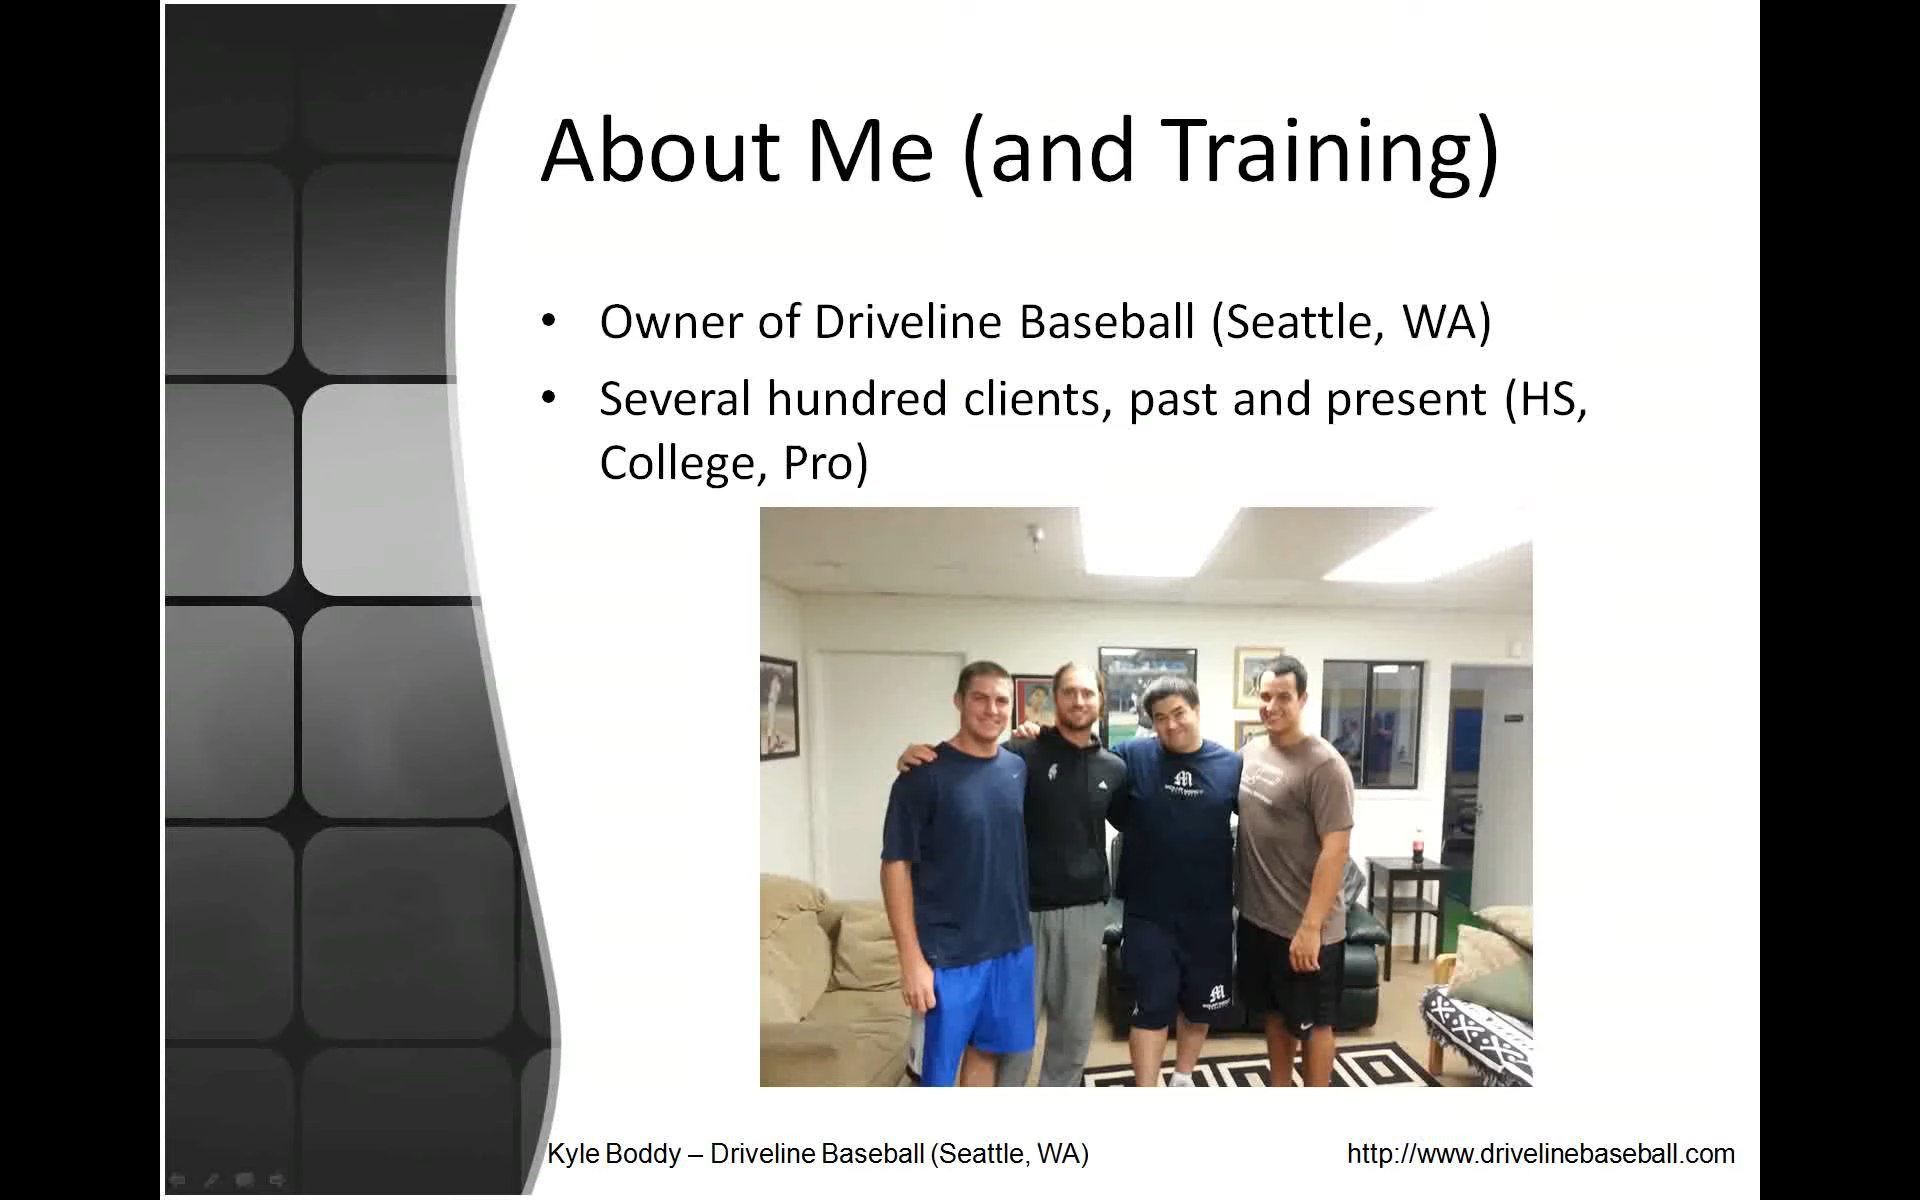 About Me (and Training)
• Owner of Driveline Baseball (Seattle, WA)
• Several hundred clients, past and present (HS,
College, Pro)
M
M
Kyle Boddy – Driveline Baseball (Seattle, WA)
http://www.drivelinebaseball.com